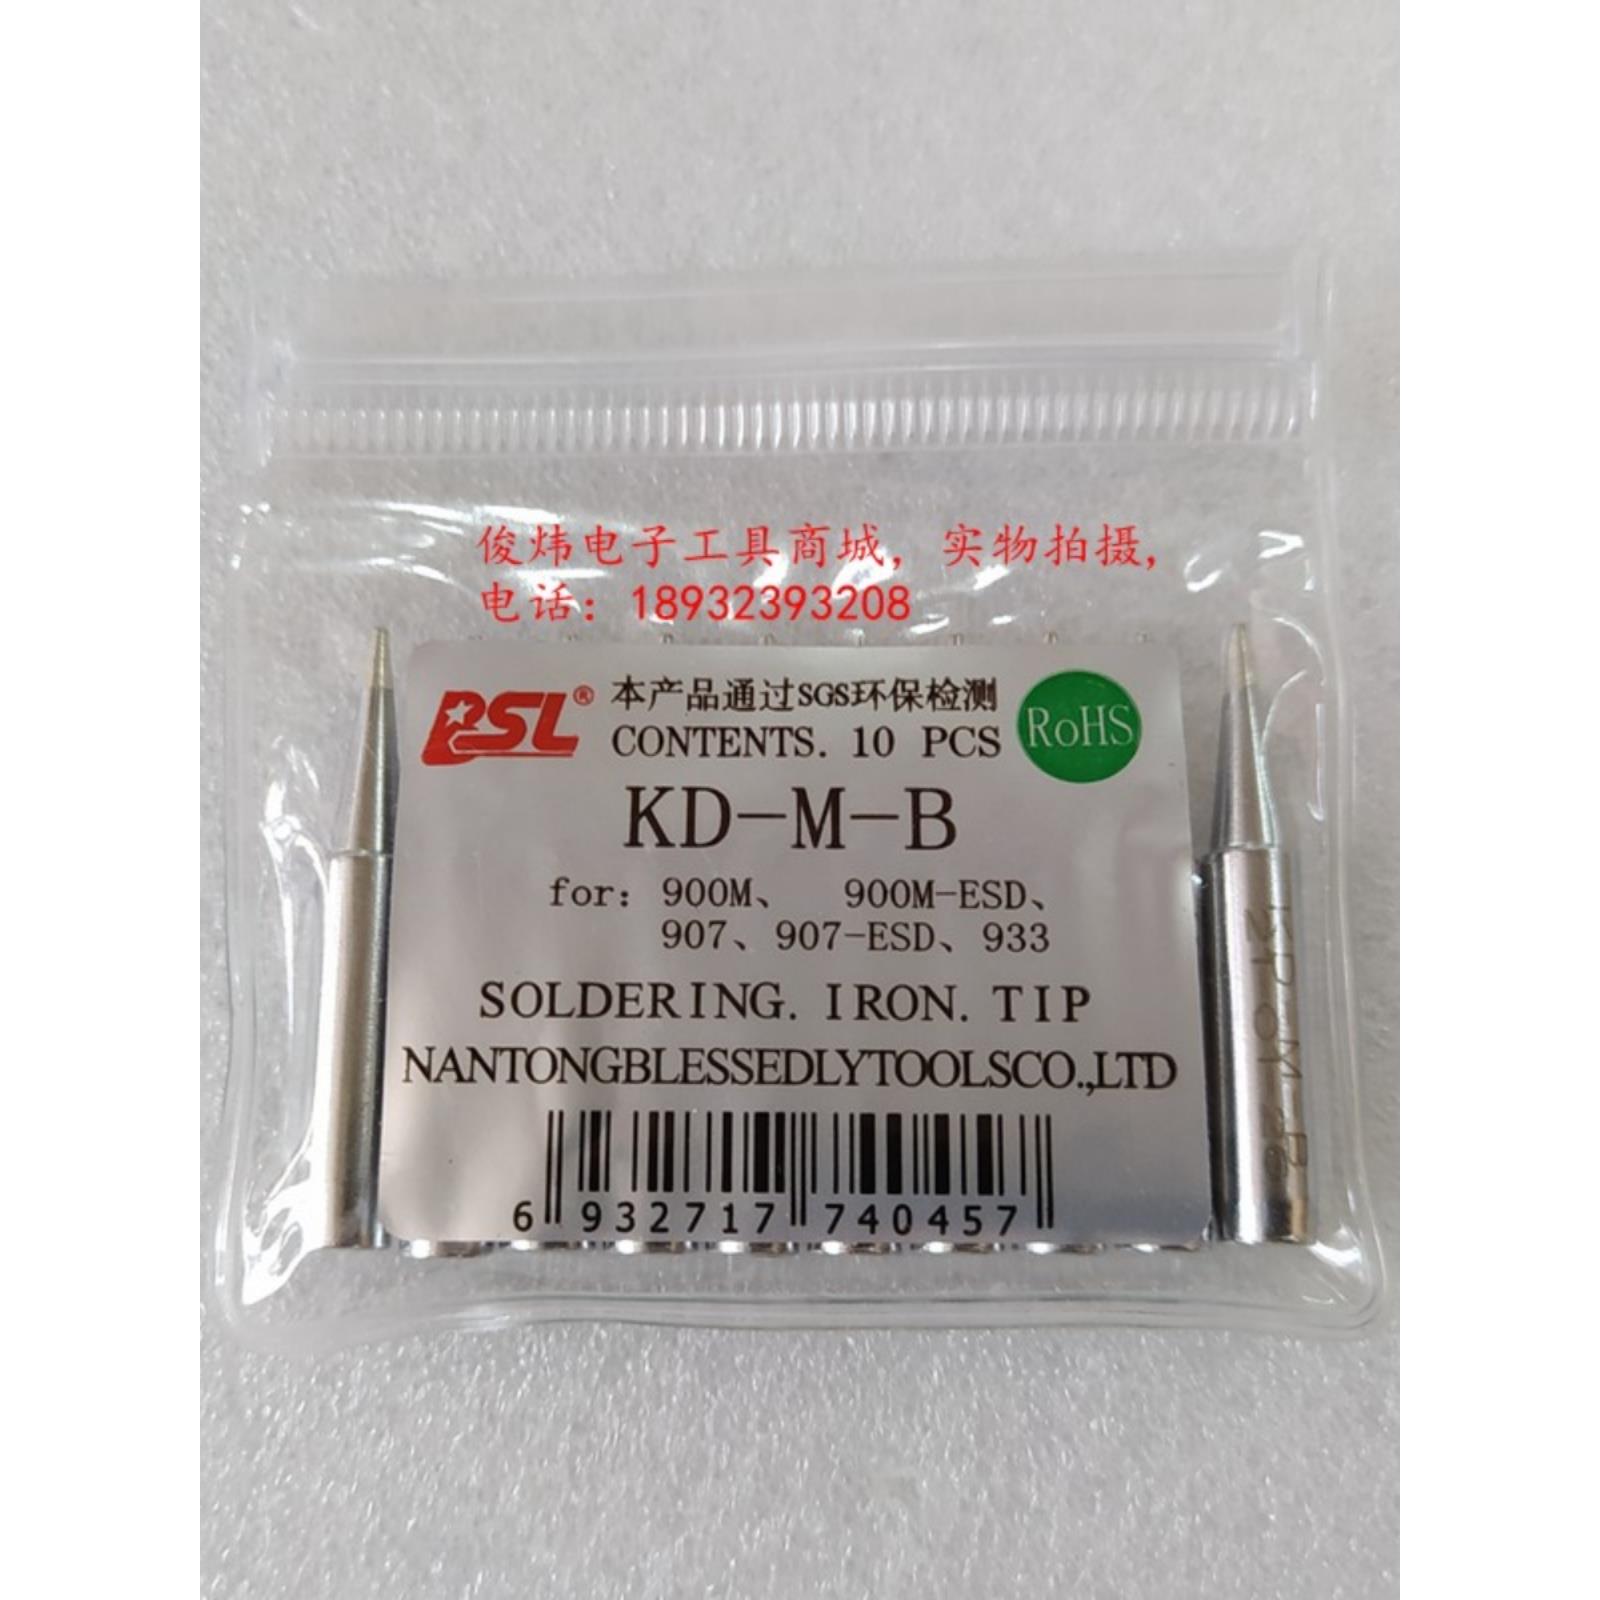 俊炜电子工具商城，实物拍摄，
电话：18932393208
BSL®
本产品通过SGS环保检测
CONTENTS. 10 PCS
RoHS
KD-M-B
for: 900M、 900M-ESD、
907、907-ESD、933
SOLDERING. IRON. TIP
NANTONGBLESSEDLYTOOLSCO.,LTD
6 932717 740457